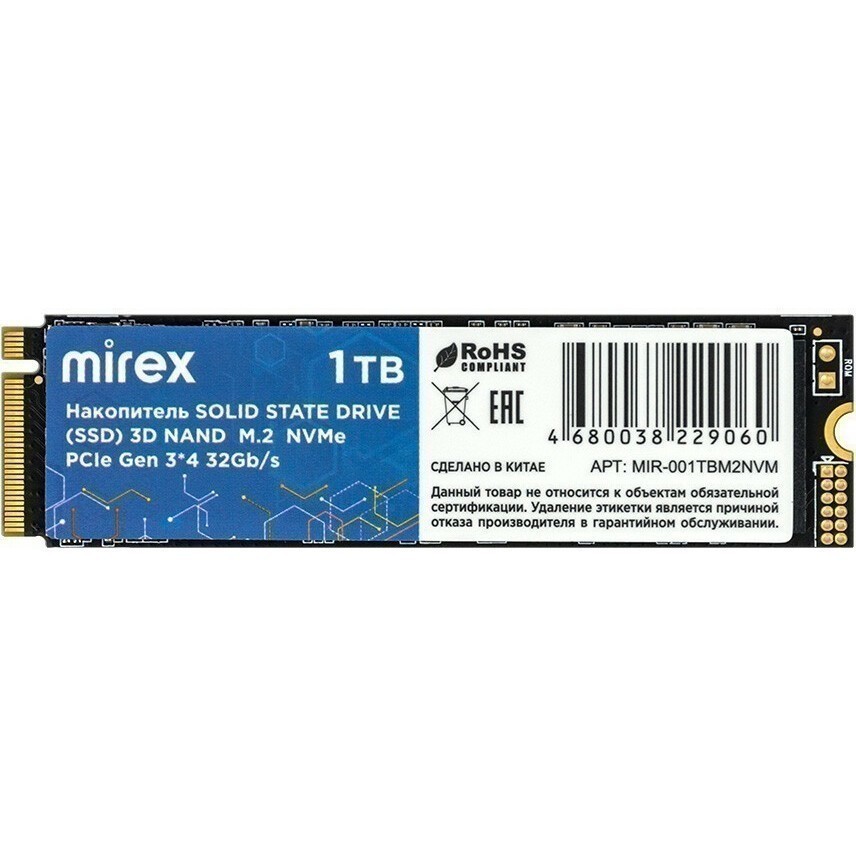 mirex
1TB
Накопитель SOLID STATE DRIVE
(SSD) 3D NAND M.2 NVMe
PCIe Gen 3*4 32Gb/s
RoHS
COMPLIANT
EAC
4 680038 229060
СДЕЛАНО В КИТАЕ
АРТ: MIR-001TBM2NVM
Данный товар не относится к объектам обязательной
сертификации. Удаление этикетки является причиной
отказа производителя в гарантийном обслуживании.
ROW